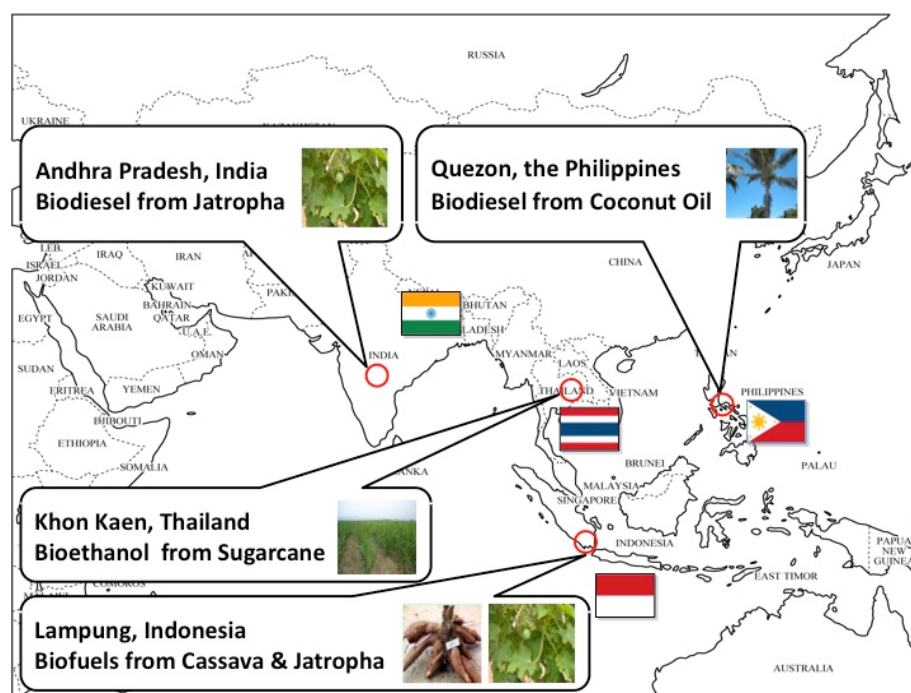 RUSSIA
UKRAINE
Andhra Pradesh, India
Biodiesel from Jatropha
Quezon, the Philippines
Biodiesel from Coconut Oil
LEB.
ISRAEL
JORDAN
IRAQ
IRAN
CHINA
JAPAN
KUWAIT
BAHRAIN
QATAR
U.A.E.
EGYPT
SAUDI
ARABIA
OMAN
BHUTAN
MYANMAR
LAOS
INDIA
SUDAN
ERITREA
YEMEN
THAILAND
VIETNAM
PHILIPPINES
DJIBOUTI
ETHIOPIA
SOMALIA
BRUNEI
PALAU
MALAYSIA
SINGAPORE
Khon Kaen, Thailand
Bioethanol from Sugarcane
INDONESIA
PAPUA
NEW
GUINEA
EAST TIMOR
COMOROS
Lampung, Indonesia
Biofuels from Cassava & Jatropha
AUSTRALIA